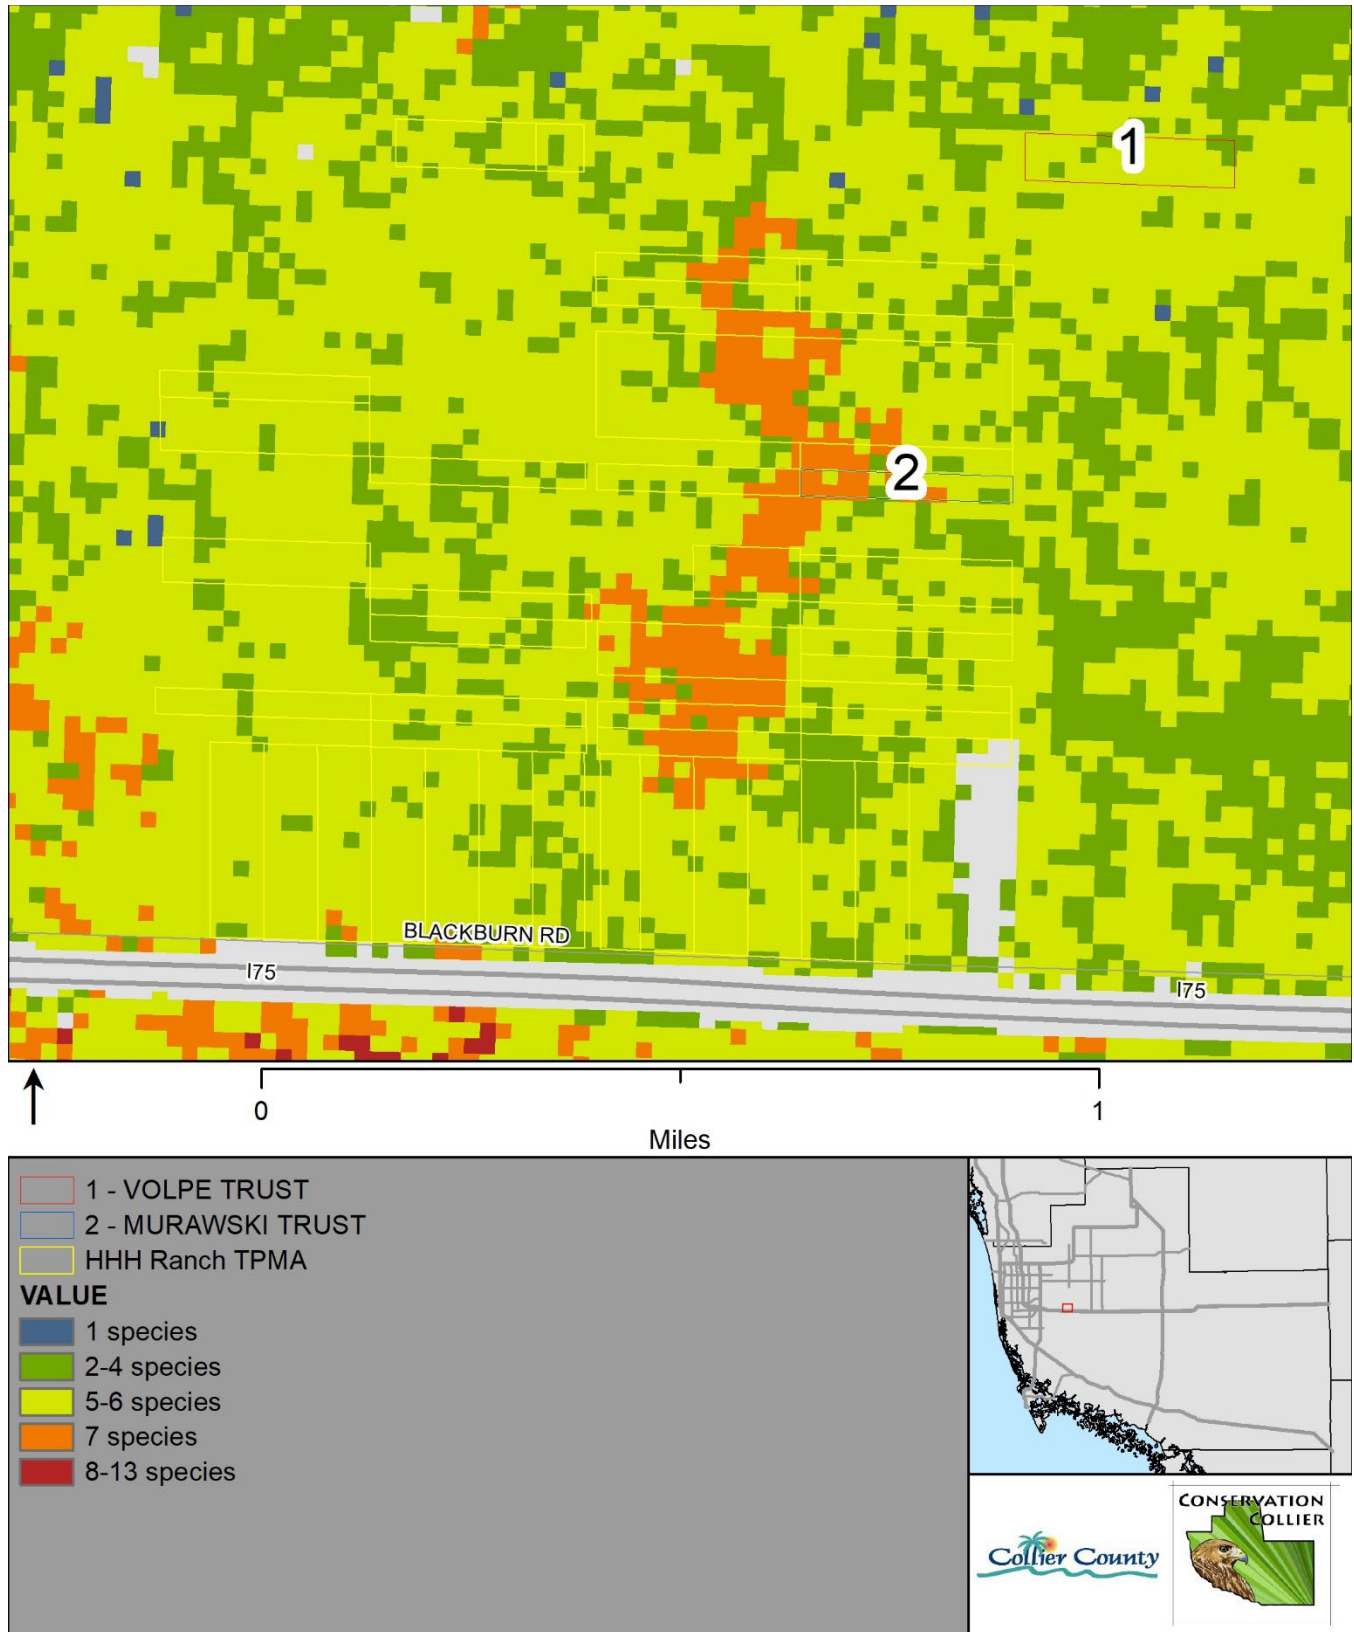 1
2
BLACKBURN RD
I75
I75
0
1
Miles
1 - VOLPE TRUST
2 - MURAWSKI TRUST
HHH Ranch TPMA
VALUE
1 species
2-4 species
5-6 species
7 species
8-13 species
CONSERVATION
COLLIER
Collier County